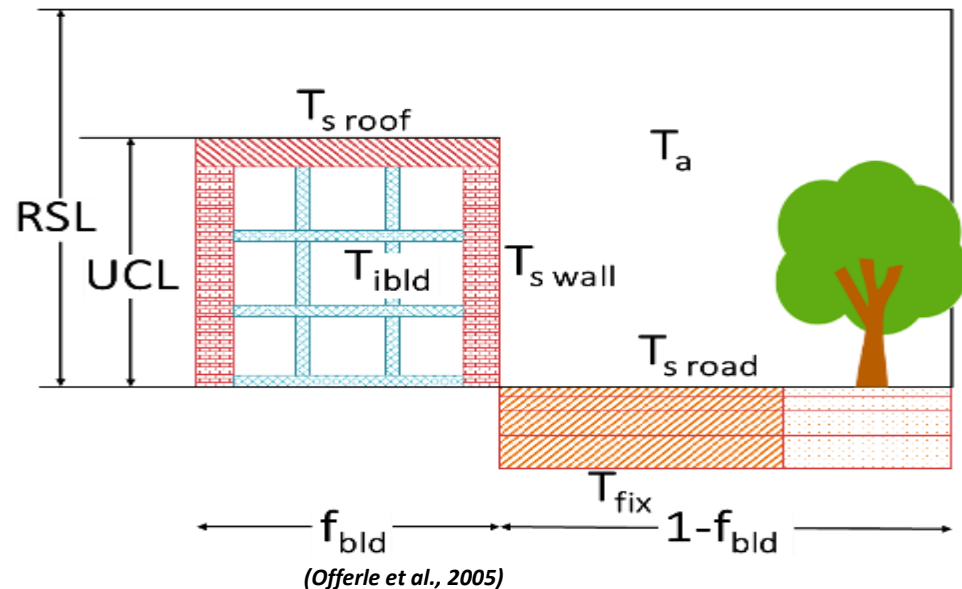 T_s roof
T_a
RSL
UCL
T_ibld
T_s wall
T_s road
T_fix
f_bld
1-f_bld
(Offerle et al., 2005)